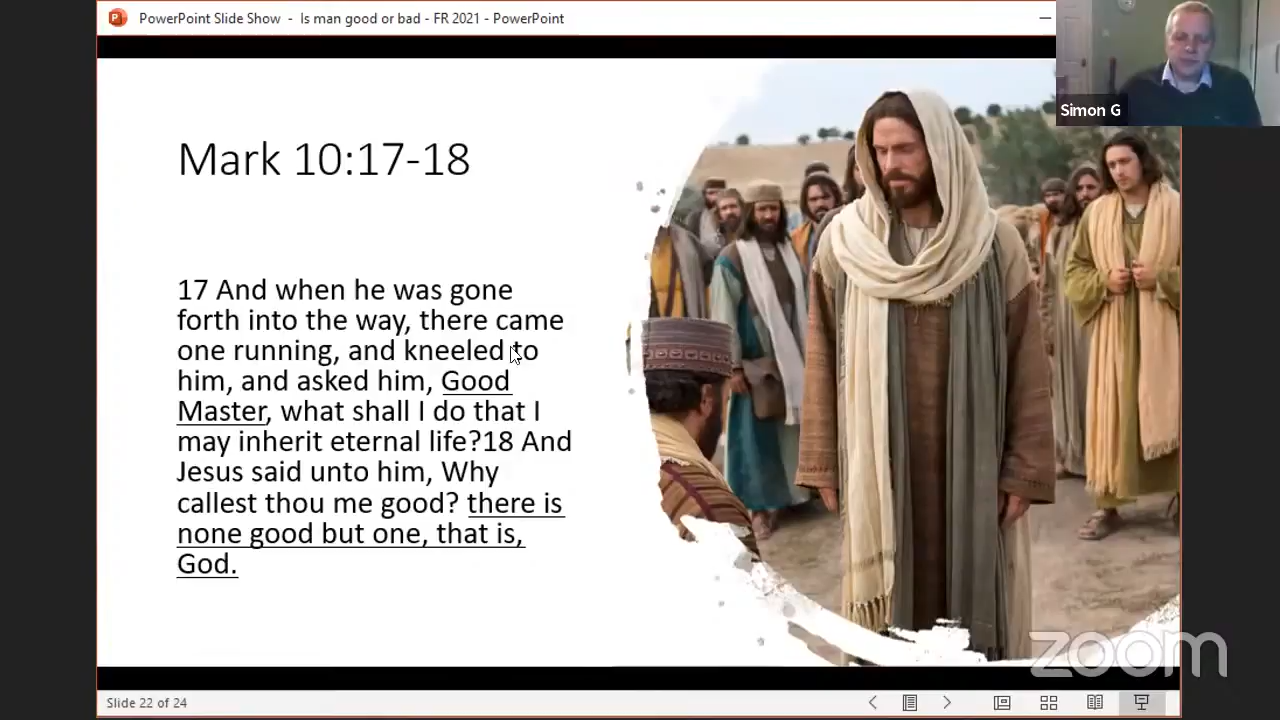 PowerPoint Slide Show - Is man good or bad - FR 2021 - PowerPoint
Simon G
Mark 10:17-18
17 And when he was gone
forth into the way, there came
one running, and kneeled to
him, and asked him, Good
Master, what shall I do that I
may inherit eternal life?18 And
Jesus said unto him, Why
callest thou me good? there is
none good but one, that is,
God.
zoom
Slide 22 of 24